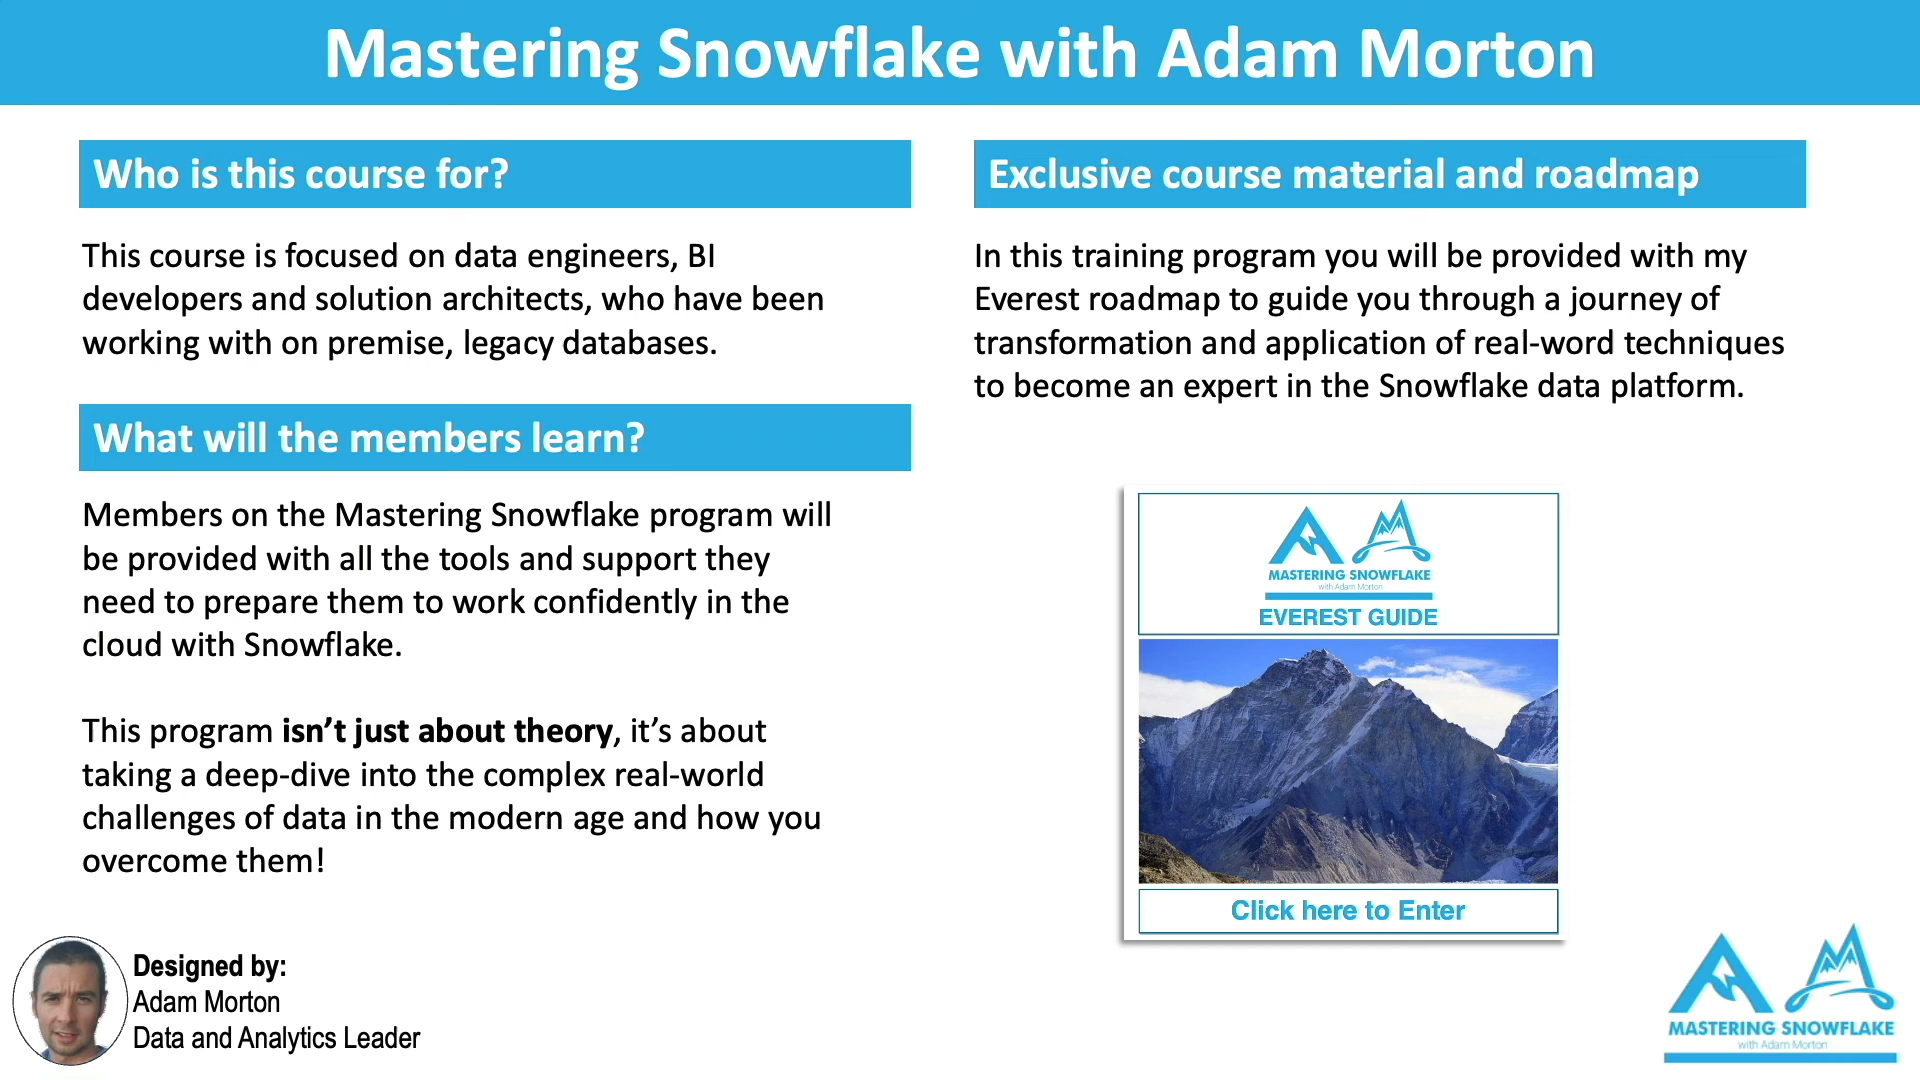 Mastering Snowflake with Adam Morton
Who is this course for?
This course is focused on data engineers, BI
developers and solution architects, who have been
working with on premise, legacy databases.
What will the members learn?
Members on the Mastering Snowflake program will
be provided with all the tools and support they
need to prepare them to work confidently in the
cloud with Snowflake.
This program isn't just about theory, it's about
taking a deep-dive into the complex real-world
challenges of data in the modern age and how you
overcome them!
Designed by:
Adam Morton
Data and Analytics Leader
Exclusive course material and roadmap
In this training program you will be provided with my
Everest roadmap to guide you through a journey of
transformation and application of real-word techniques
to become an expert in the Snowflake data platform.
MASTERING SNOWFLAKE
with Adam Morton
EVEREST GUIDE
Click here to Enter
MASTERING SNOWFLAKE
with Adam Morton